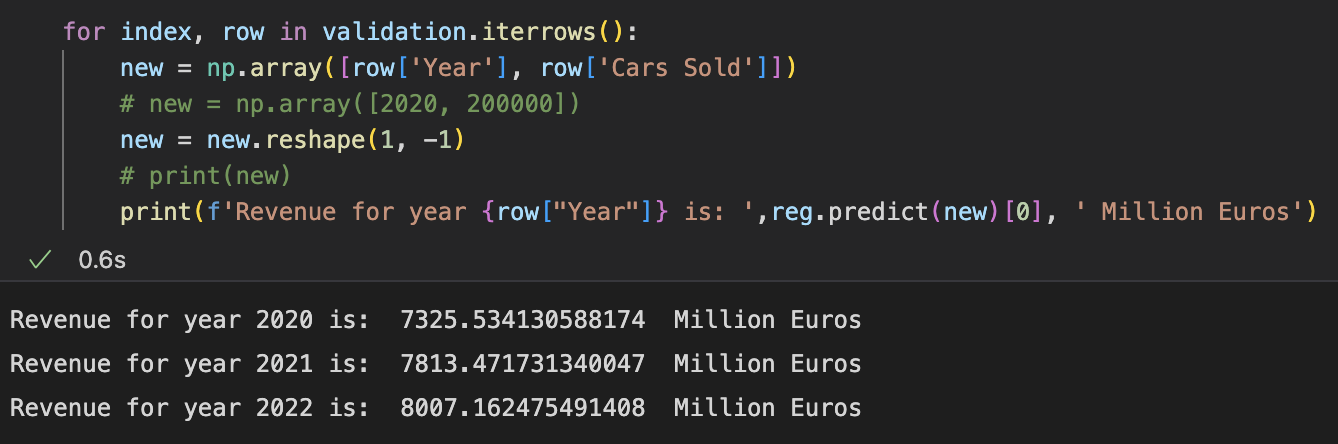 for index, row in validation.iterrows():
    new = np.array([row['Year'], row['Cars Sold']])
    # new = np.array([2020, 200000])
    new = new.reshape(1, -1)
    # print(new)
    print(f'Revenue for year {row["Year"]} is: ',reg.predict(new)[0], ' Million Euros')
✓ 0.6s
Revenue for year 2020 is:  7325.534130588174  Million Euros
Revenue for year 2021 is:  7813.471731340047  Million Euros
Revenue for year 2022 is:  8007.162475491408  Million Euros